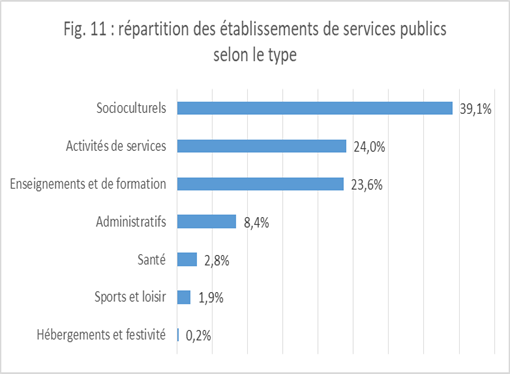 Fig. 11 : répartition des établissements de services publics
selon le type
Socioculturels 39,1%
Activités de services 24,0%
Enseignements et de formation 23,6%
Administratifs 8,4%
Santé 2,8%
Sports et loisir 1,9%
Hébergements et festivité 0,2%